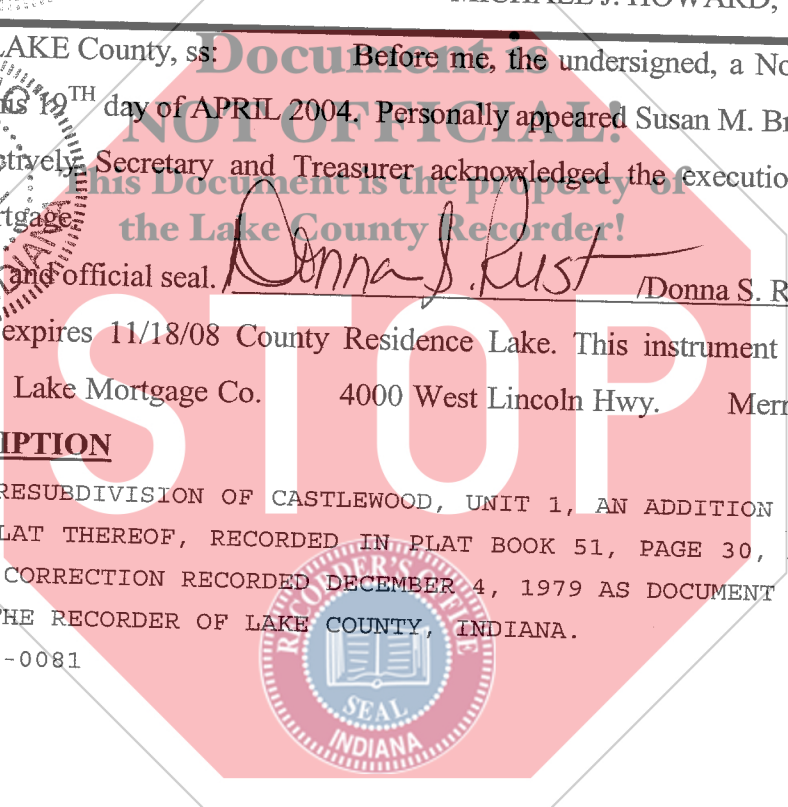 MICHAEL J. HOWARD,
LAKE County, ss: Before me, the undersigned, a No
his 19TH day of APRIL 2004. Personally appeared Susan M. Br
ctively, Secretary and Treasurer acknowledged the executio
rtgage.
and official seal. Donna S. Rust /Donna S. R
expires 11/18/08 County Residence Lake. This instrument
Lake Mortgage Co. 4000 West Lincoln Hwy. Merr
IPTION
RESUBDIVISION OF CASTLEWOOD, UNIT 1, AN ADDITION
LAT THEREOF, RECORDED IN PLAT BOOK 51, PAGE 30,
CORRECTION RECORDED DECEMBER 4, 1979 AS DOCUMENT
THE RECORDER OF LAKE COUNTY, INDIANA.
-0081
Document is
NOT OFFICIAL!
This Document is the property of
the Lake County Recorder!
STOP
RECORDER'S OFFICE
SEAL
INDIANA
INDIANA